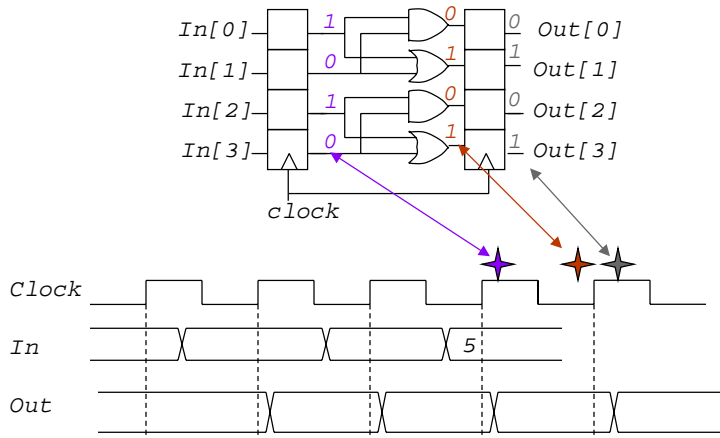 In[0] 1 0 0 Out[0]
In[1] 0 1 1 Out[1]
In[2] 1 0 0 Out[2]
In[3] 0 1 1 Out[3]
clock
Clock
In 5
Out